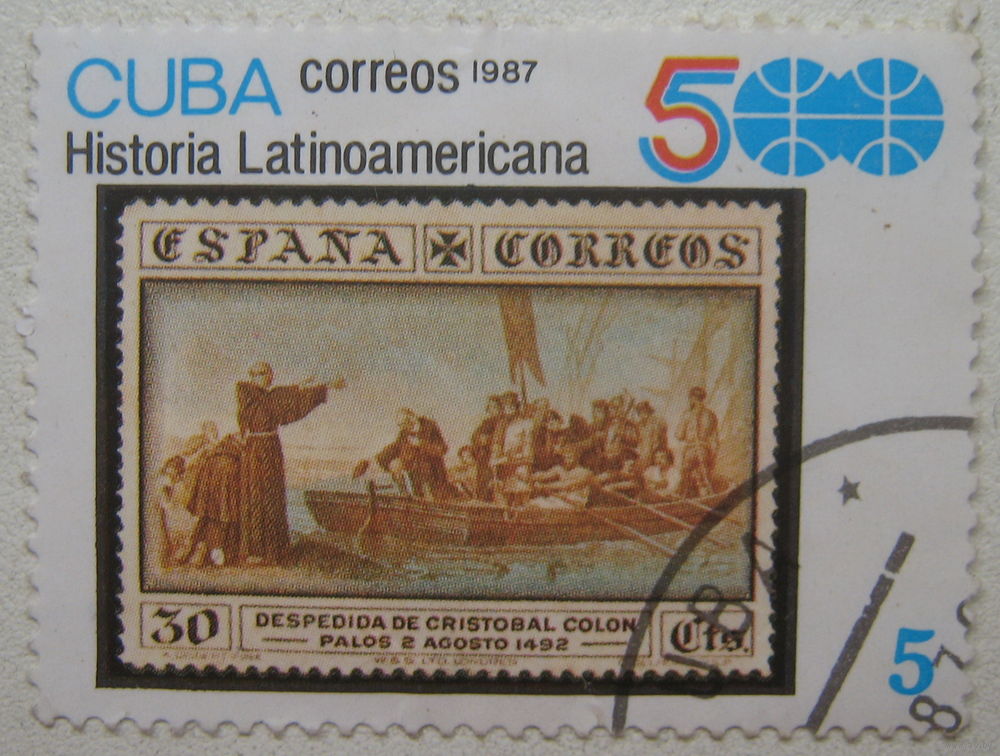 CUBA correos 1987
500
Historia Latinoamericana
ESPAÑA CORREOS
30 DESPEDIDA DE CRISTOBAL COLON Cts.
PALOS 2 AGOSTO 1492
5